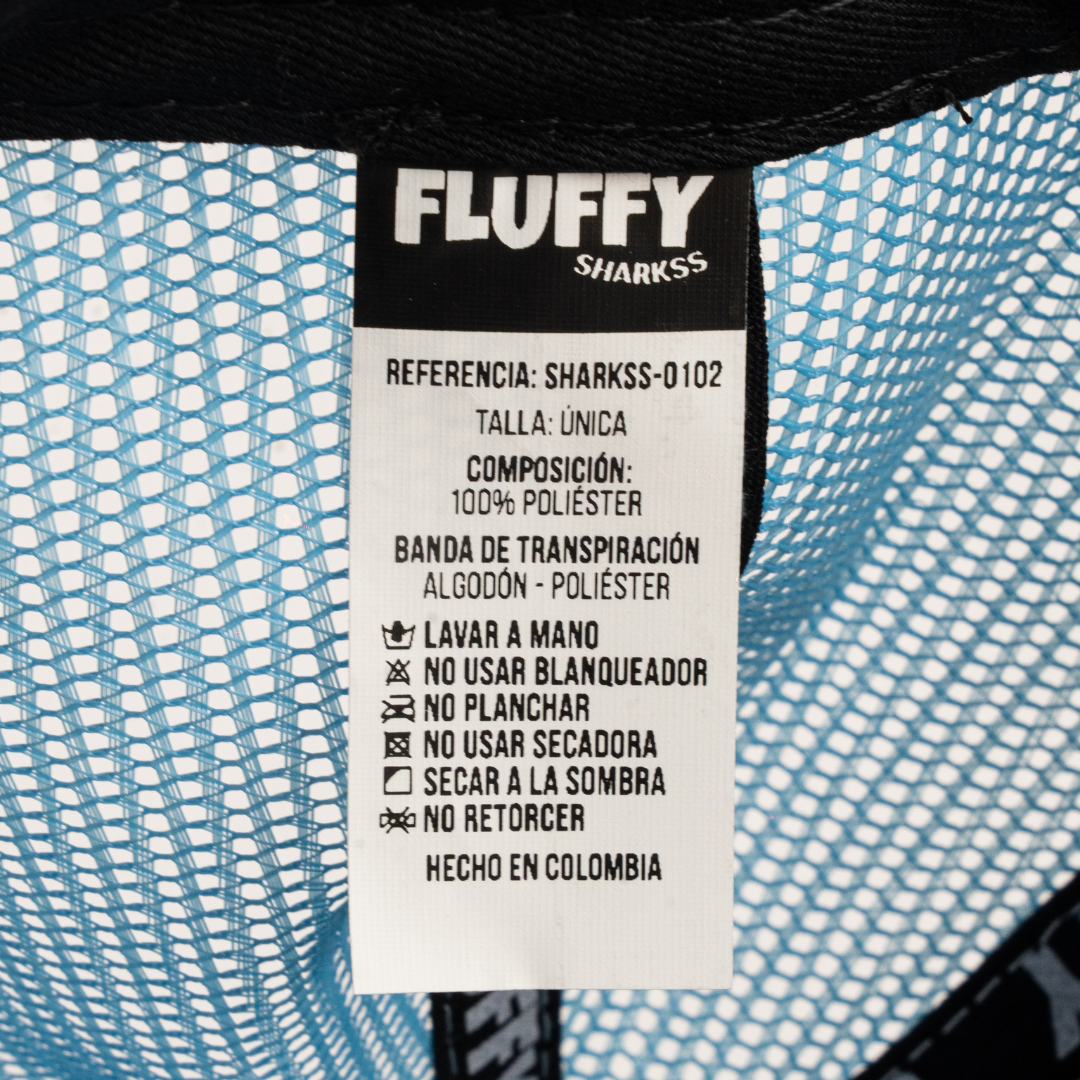 FLUFFY
SHARKSS
REFERENCIA: SHARKSS-0102
TALLA: ÚNICA
COMPOSICIÓN:
100% POLIÉSTER
BANDA DE TRANSPIRACIÓN
ALGODÓN - POLIÉSTER
LAVAR A MANO
NO USAR BLANQUEADOR
NO PLANCHAR
NO USAR SECADORA
SECAR A LA SOMBRA
NO RETORCER
HECHO EN COLOMBIA